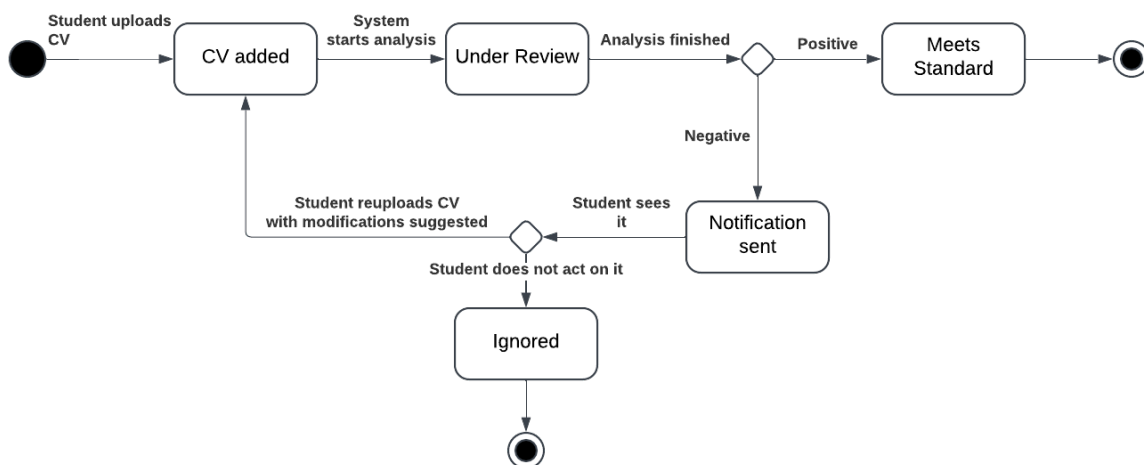 Student uploads
CV
CV added
System
starts analysis
Under Review
Analysis finished
Positive
Meets
Standard
Negative
Notification
sent
Student sees
it
Student reuploads CV
with modifications suggested
Student does not act on it
Ignored